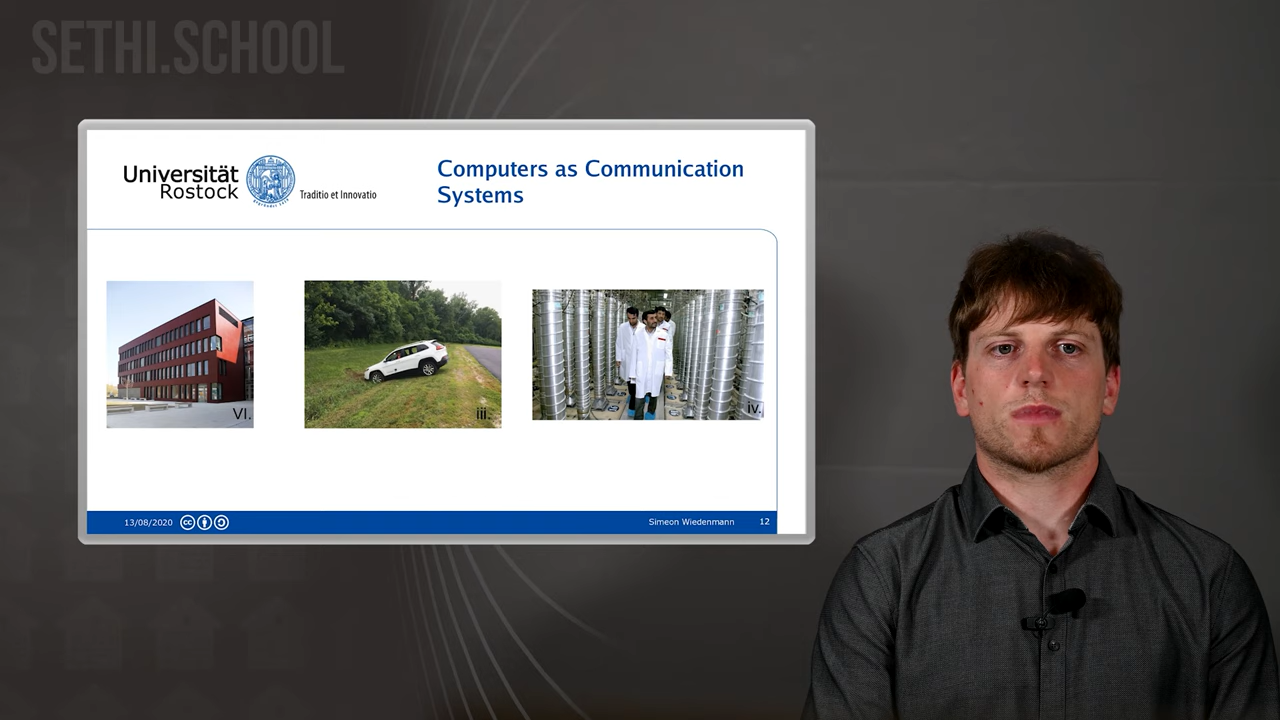 SETHI.SCHOOL
Universität
Rostock
Traditio et Innovatio
Computers as Communication
Systems
VI.
iii.
iv.
13/08/2020
Simeon Wiedenmann
12